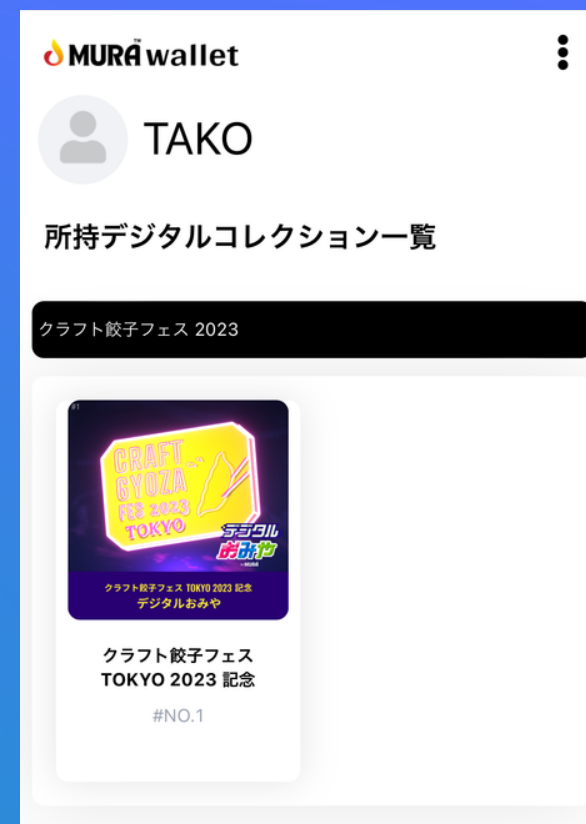 MURA™ wallet
TAKO
所持デジタルコレクション一覧
クラフト餃子フェス 2023
#1
CRAFT
GYOZA
FES 2023
TOKYO
デジタル
おみや
by MURA
クラフト餃子フェス TOKYO 2023 記念
デジタルおみや
クラフト餃子フェス
TOKYO 2023 記念
#NO.1